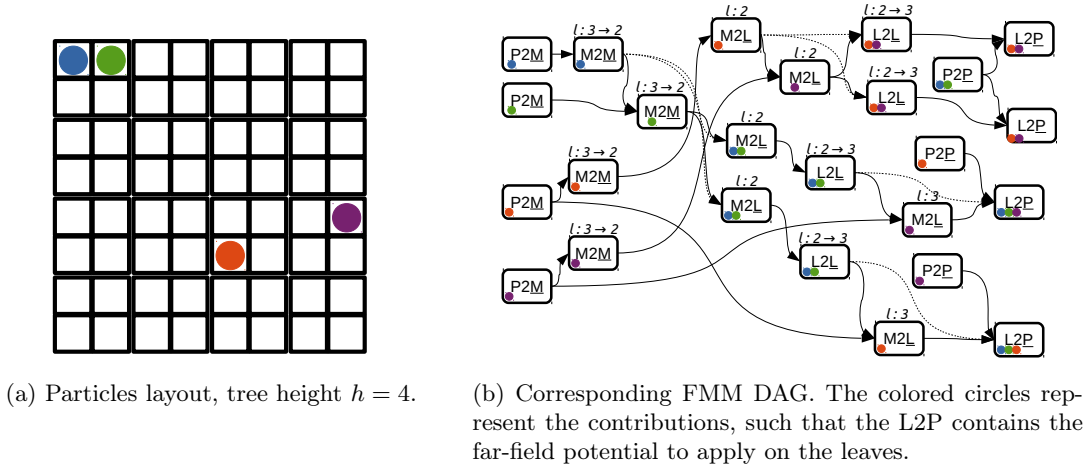 l:2
l:2→3
l:3→2
L2L
L2P
M2L
P2M
M2M
l:2
P2P
l:2→3
M2L
l:3→2
L2L
P2M
M2M
l:2
L2P
M2L
l:2→3
P2P
l:3→2
L2L
M2M
l:2
P2M
l:3
L2P
M2L
M2L
l:3→2
l:2→3
M2M
L2L
P2P
P2M
l:3
M2L
L2P
(a) Particles layout, tree height h = 4.
(b) Corresponding FMM DAG. The colored circles rep-
resent the contributions, such that the L2P contains the
far-field potential to apply on the leaves.